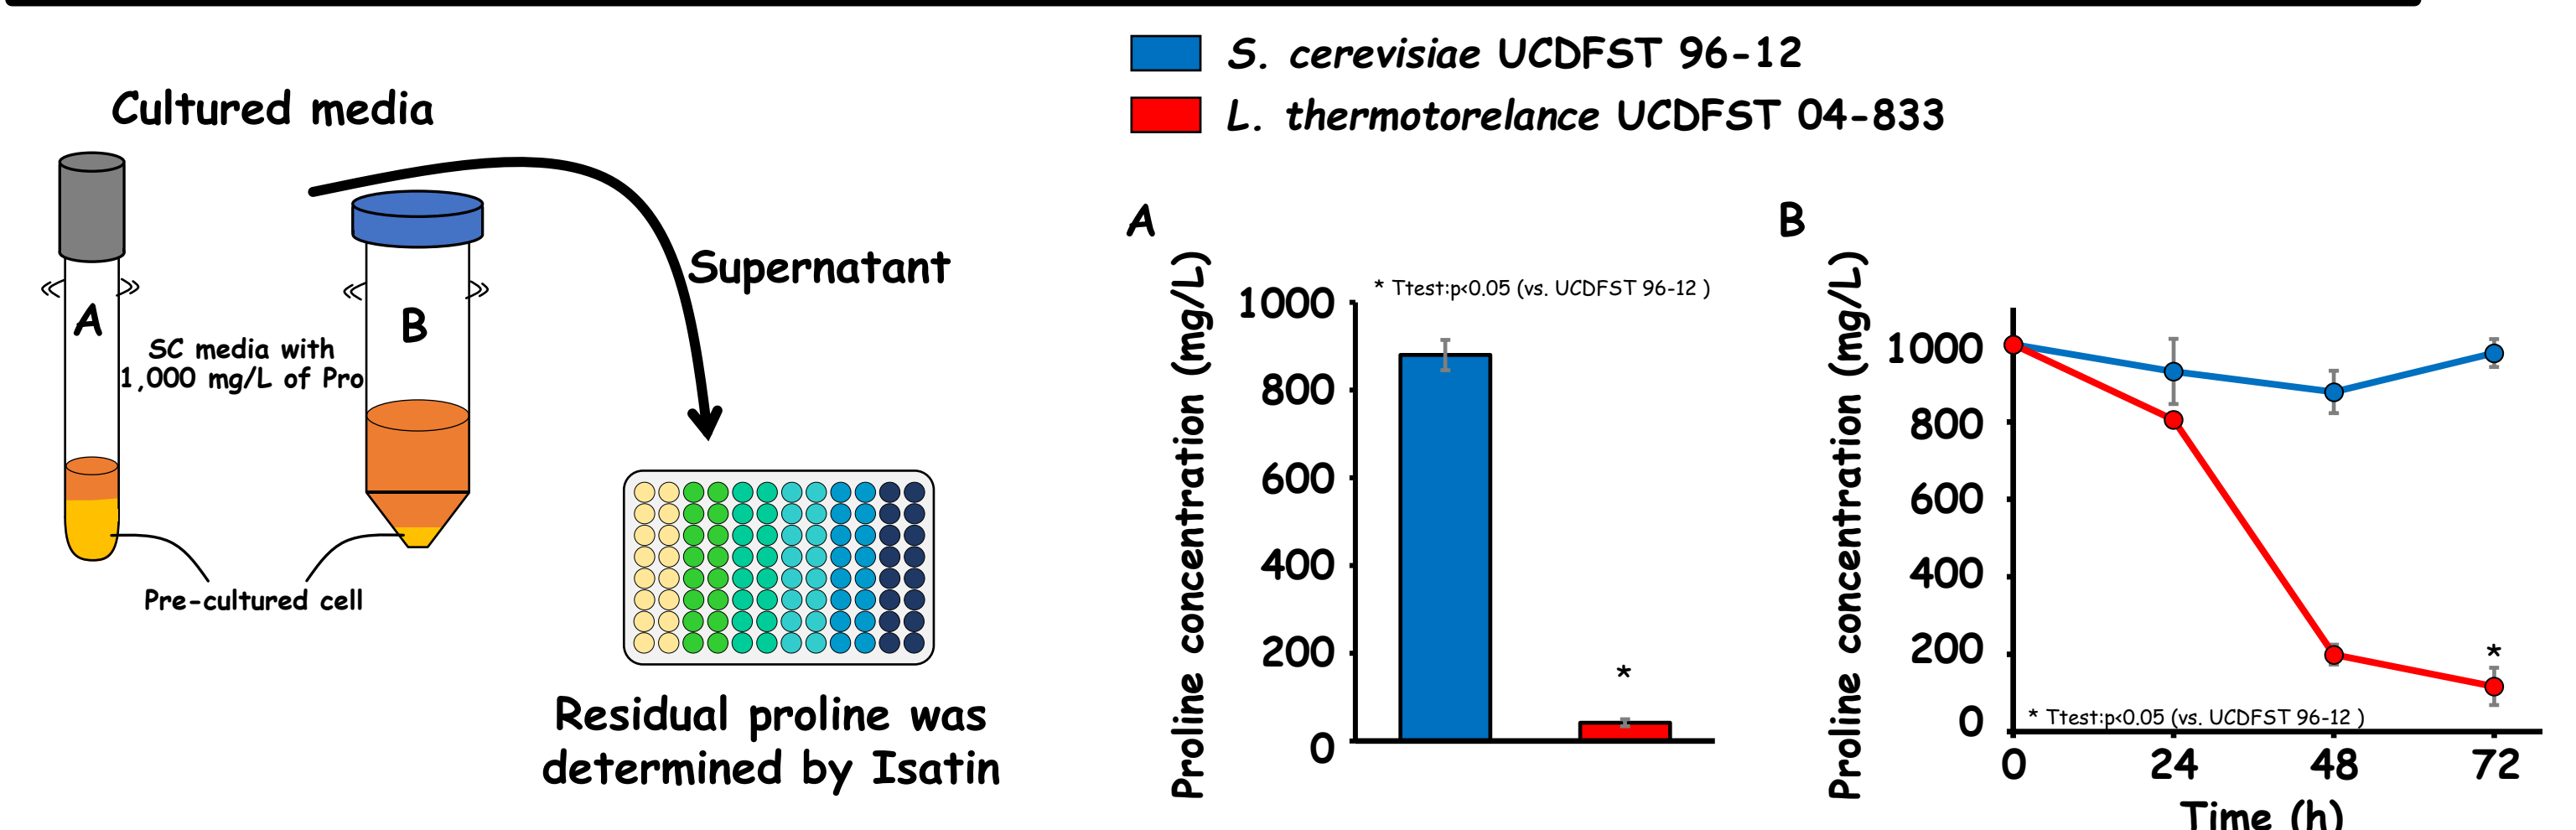 Cultured media
A
B
SC media with
1,000 mg/L of Pro
Pre-cultured cell
Supernatant
Residual proline was
determined by Isatin
S. cerevisiae UCDFST 96-12
L. thermotorelance UCDFST 04-833
A
Proline concentration (mg/L)
* Ttest:p<0.05 (vs. UCDFST 96-12 )
1000
800
600
400
200
0
*
B
Proline concentration (mg/L)
1000
800
600
400
200
0
*
* Ttest:p<0.05 (vs. UCDFST 96-12 )
0 24 48 72
Time (h)